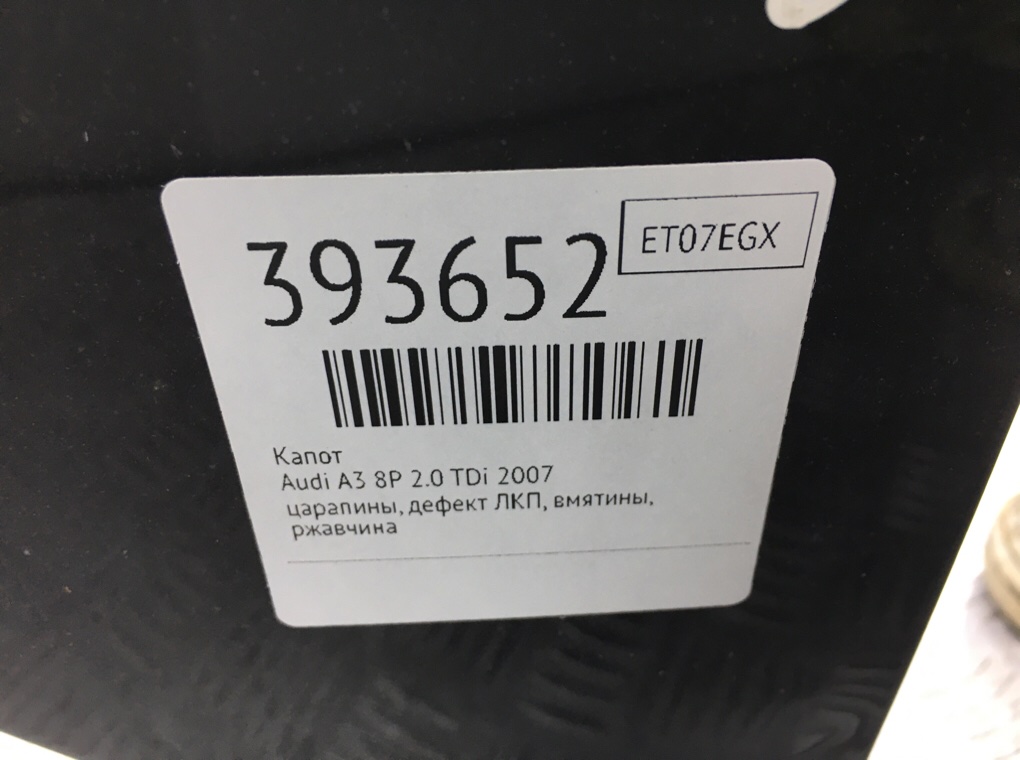 393652
ET07EGX
Капот
Audi A3 8P 2.0 TDi 2007
царапины, дефект ЛКП, вмятины,
ржавчина